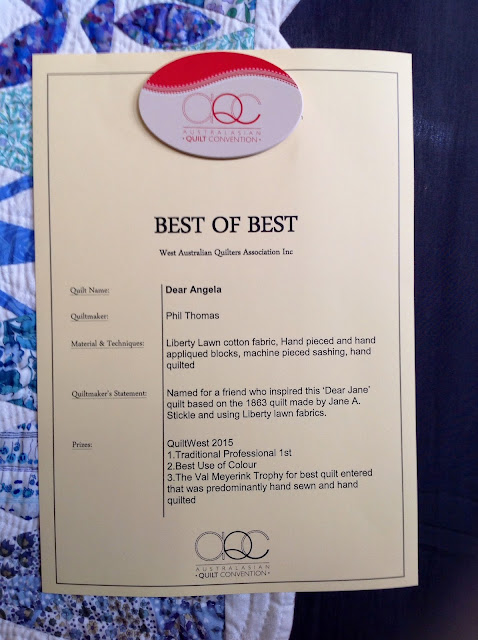 aQc
AUSTRALASIAN
• QUILT CONVENTION •
BEST OF BEST
West Australian Quilters Association Inc
Quilt Name: Dear Angela
Quiltmaker: Phil Thomas
Material & Techniques: Liberty Lawn cotton fabric, Hand pieced and hand
appliqued blocks, machine pieced sashing, hand
quilted
Quiltmaker's Statement: Named for a friend who inspired this 'Dear Jane'
quilt based on the 1863 quilt made by Jane A.
Stickle and using Liberty lawn fabrics.
Prizes: QuiltWest 2015
1.Traditional Professional 1st
2.Best Use of Colour
3.The Val Meyerink Trophy for best quilt entered
that was predominantly hand sewn and hand
quilted
aQc
AUSTRALASIAN
• QUILT CONVENTION •